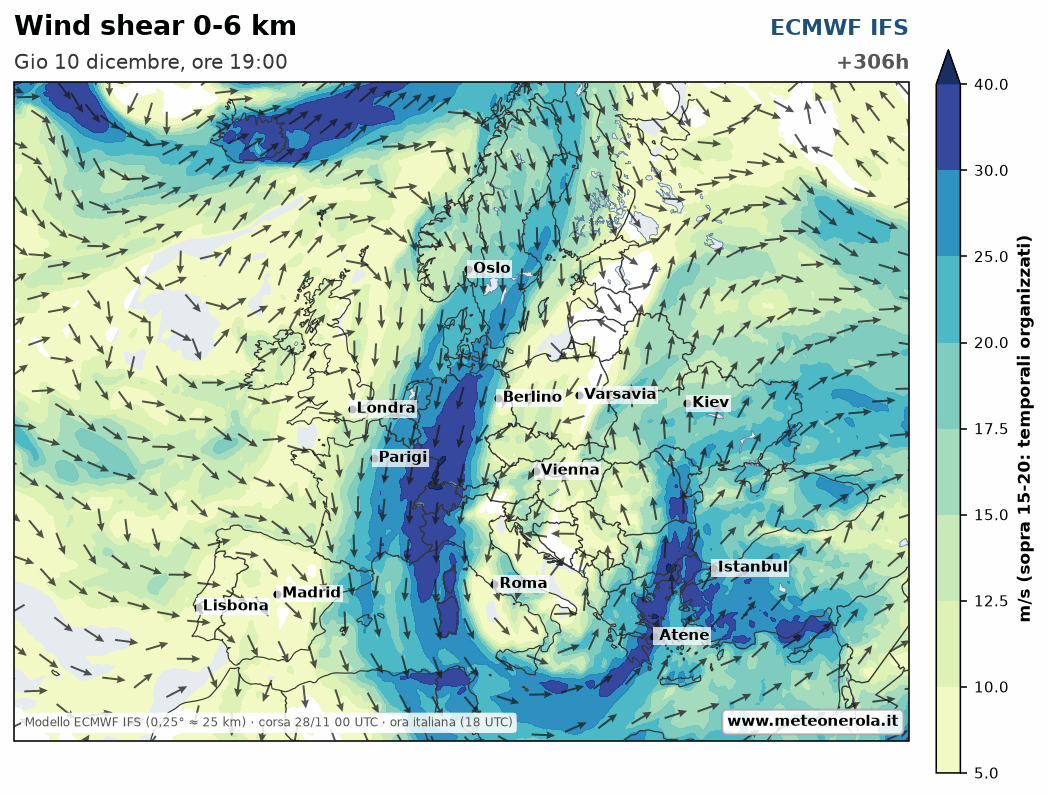 Wind shear 0-6 km
ECMWF IFS
Gio 10 dicembre, ore 19:00
+306h
40.0
30.0
25.0
20.0
17.5
15.0
12.5
10.0
5.0
m/s (sopra 15-20: temporali organizzati)
Oslo
Berlino
Varsavia
Londra
Kiev
Parigi
Vienna
Istanbul
Roma
Madrid
Lisbona
Atene
Modello ECMWF IFS (0,25° ≈ 25 km) · corsa 28/11 00 UTC · ora italiana (18 UTC)
www.meteonerola.it